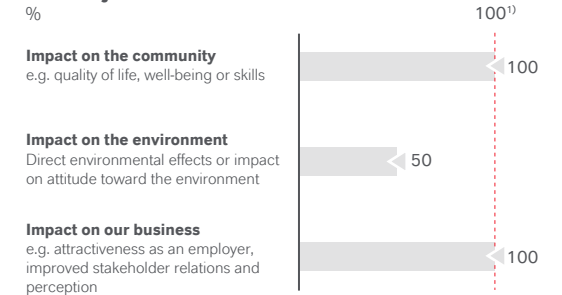 %
100¹⁾
Impact on the community
e.g. quality of life, well-being or skills
100
Impact on the environment
Direct environmental effects or impact
on attitude toward the environment
50
Impact on our business
e.g. attractiveness as an employer,
improved stakeholder relations and
perception
100